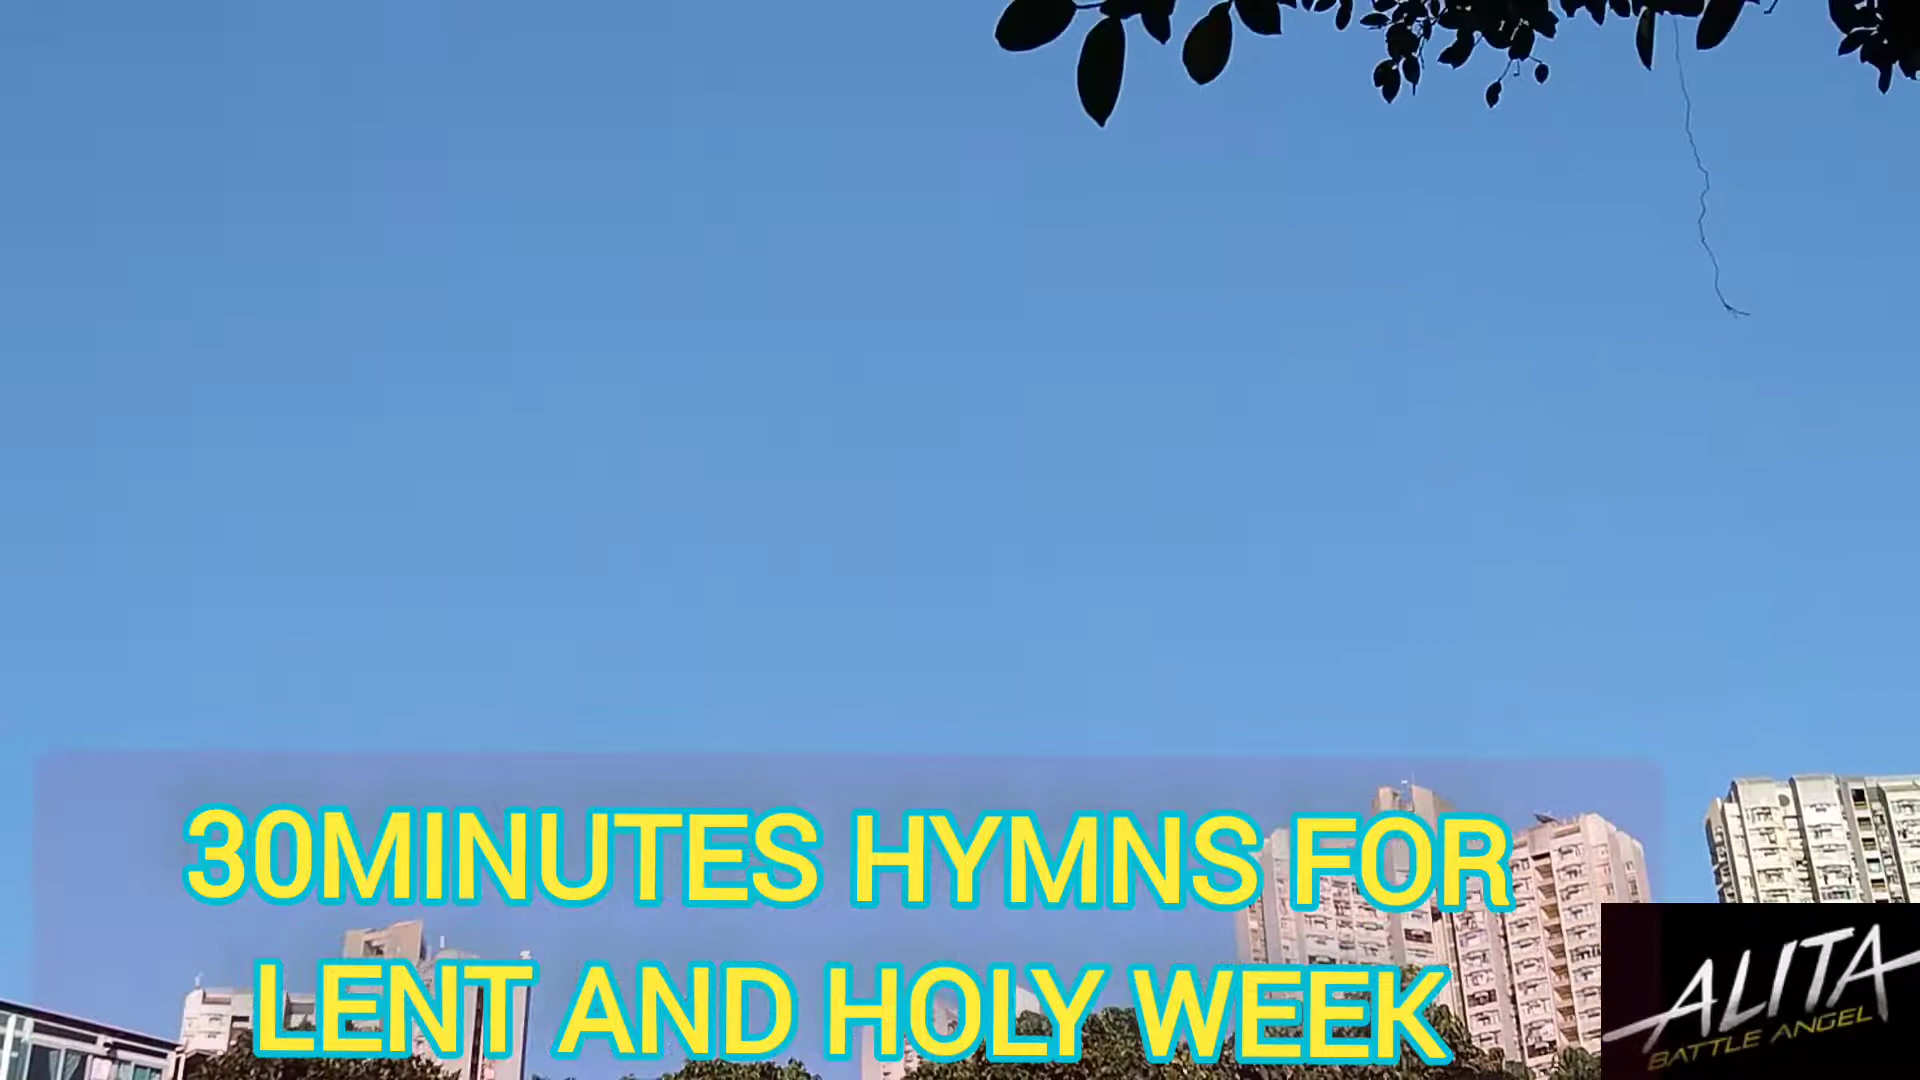 30MINUTES HYMNS FOR
LENT AND HOLY WEEK
ALITA
BATTLE ANGEL